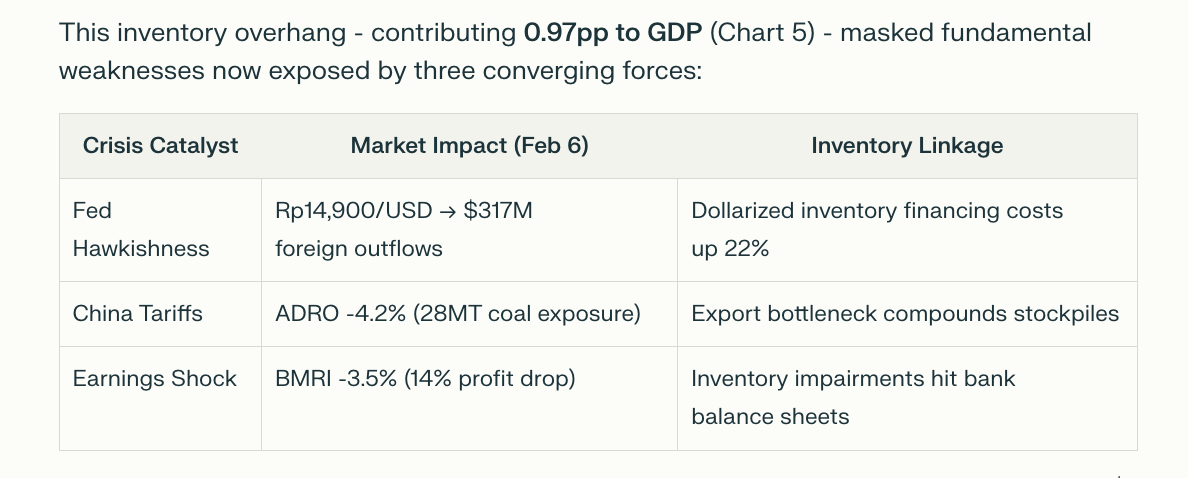 This inventory overhang - contributing 0.97pp to GDP (Chart 5) - masked fundamental
weaknesses now exposed by three converging forces:
Crisis Catalyst
Market Impact (Feb 6)
Inventory Linkage
Fed
Hawkishness
Rp14,900/USD → $317M
foreign outflows
Dollarized inventory financing costs
up 22%
China Tariffs
ADRO -4.2% (28MT coal exposure)
Export bottleneck compounds stockpiles
Earnings Shock
BMRI -3.5% (14% profit drop)
Inventory impairments hit bank
balance sheets